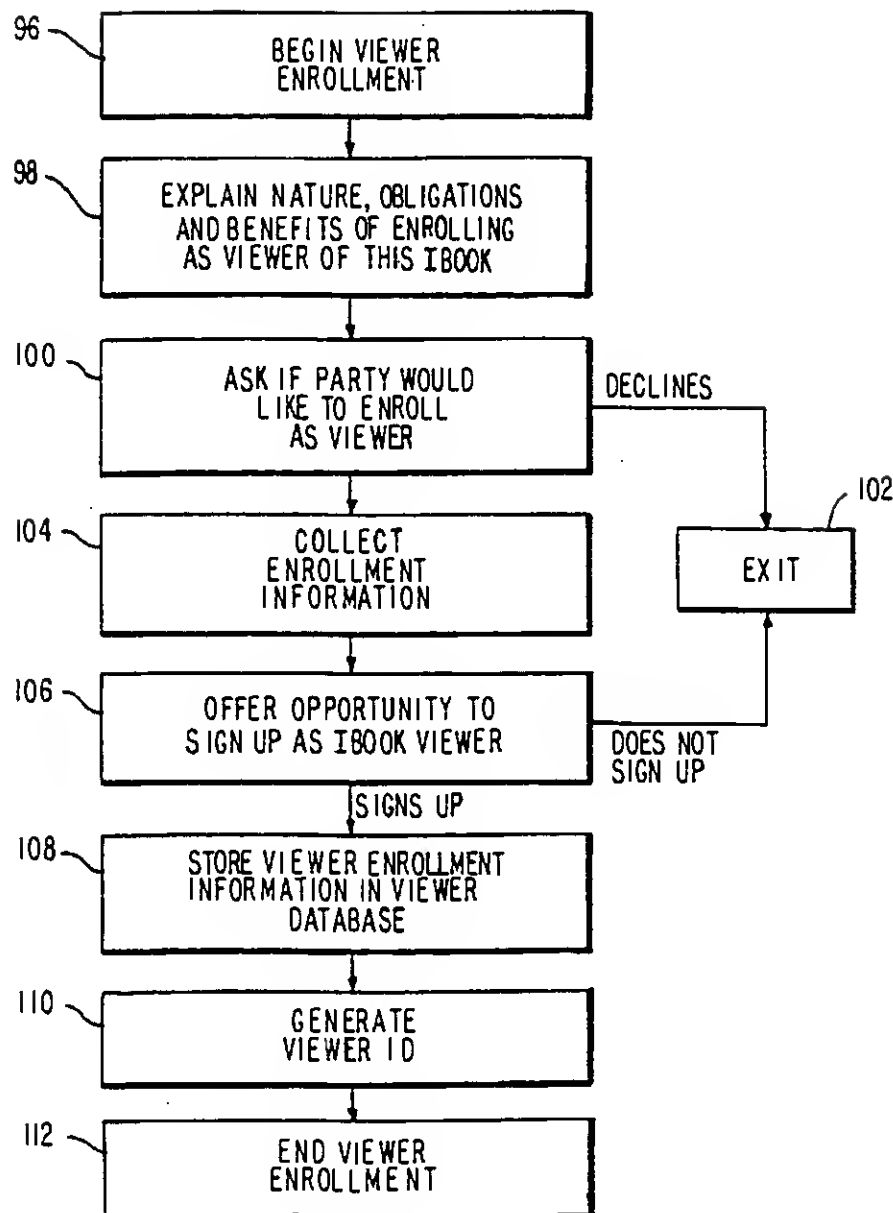 96
BEGIN VIEWER
ENROLLMENT
98
EXPLAIN NATURE, OBLIGATIONS
AND BENEFITS OF ENROLLING
AS VIEWER OF THIS IBOOK
100
ASK IF PARTY WOULD
LIKE TO ENROLL
AS VIEWER
DECLINES
102
EXIT
104
COLLECT
ENROLLMENT
INFORMATION
106
OFFER OPPORTUNITY TO
SIGN UP AS IBOOK VIEWER
DOES NOT
SIGN UP
SIGNS UP
108
STORE VIEWER ENROLLMENT
INFORMATION IN VIEWER
DATABASE
110
GENERATE
VIEWER ID
112
END VIEWER
ENROLLMENT